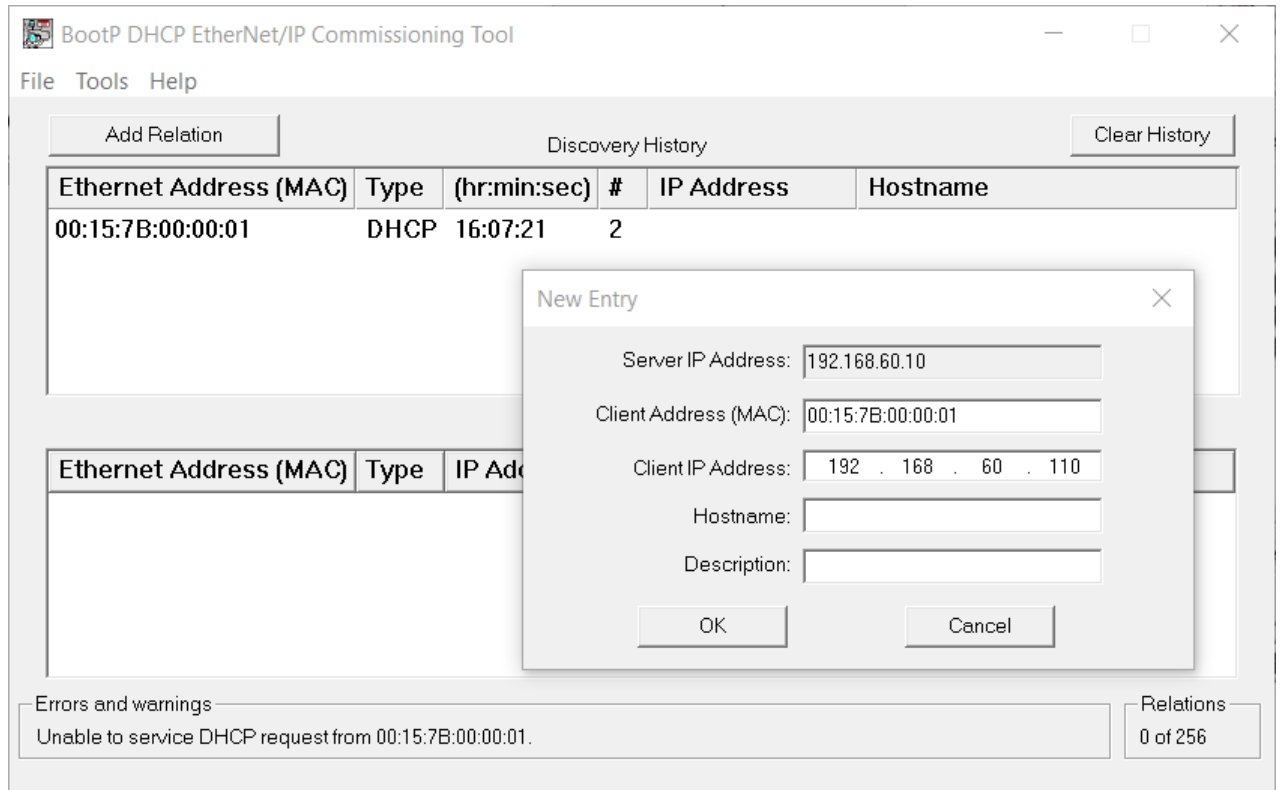 BootP DHCP EtherNet/IP Commissioning Tool
File Tools Help
Add Relation
Discovery History
Clear History
Ethernet Address (MAC) Type (hr:min:sec) # IP Address Hostname
00:15:7B:00:00:01 DHCP 16:07:21 2
New Entry
Server IP Address: 192.168.60.10
Client Address (MAC): 00:15:7B:00:00:01
Client IP Address: 192 . 168 . 60 . 110
Hostname:
Description:
OK Cancel
Ethernet Address (MAC) Type IP Add
Errors and warnings
Unable to service DHCP request from 00:15:7B:00:00:01.
Relations
0 of 256